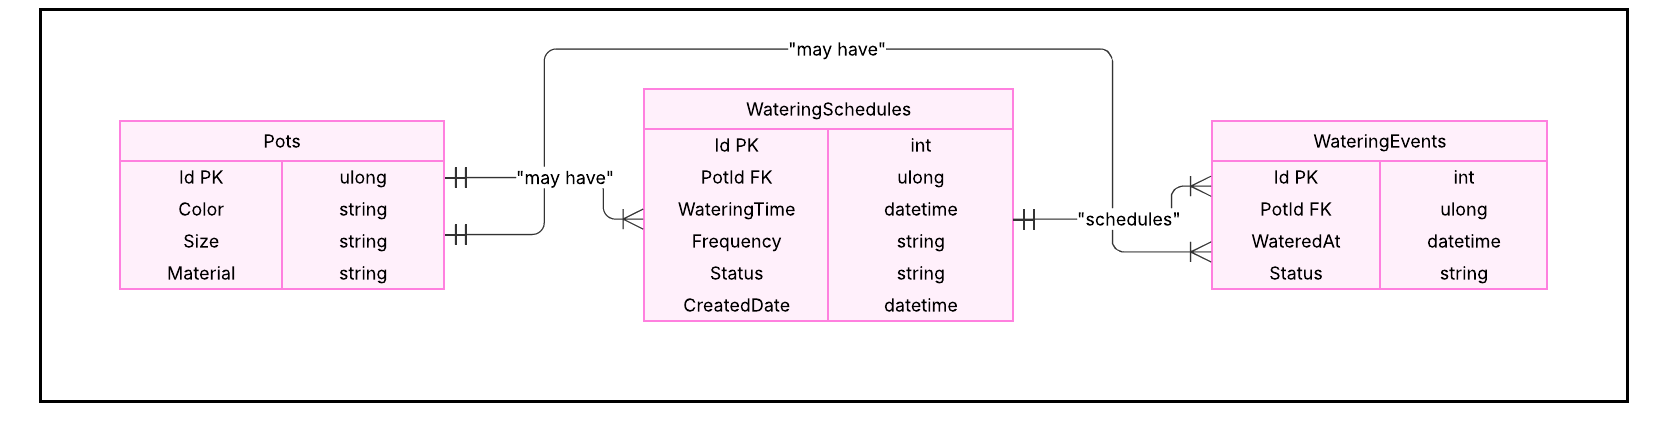 "may have"
Pots
Id PK ulong
Color string
Size string
Material string
"may have"
WateringSchedules
Id PK int
PotId FK ulong
WateringTime datetime
Frequency string
Status string
CreatedDate datetime
"schedules"
WateringEvents
Id PK int
PotId FK ulong
WateredAt datetime
Status string